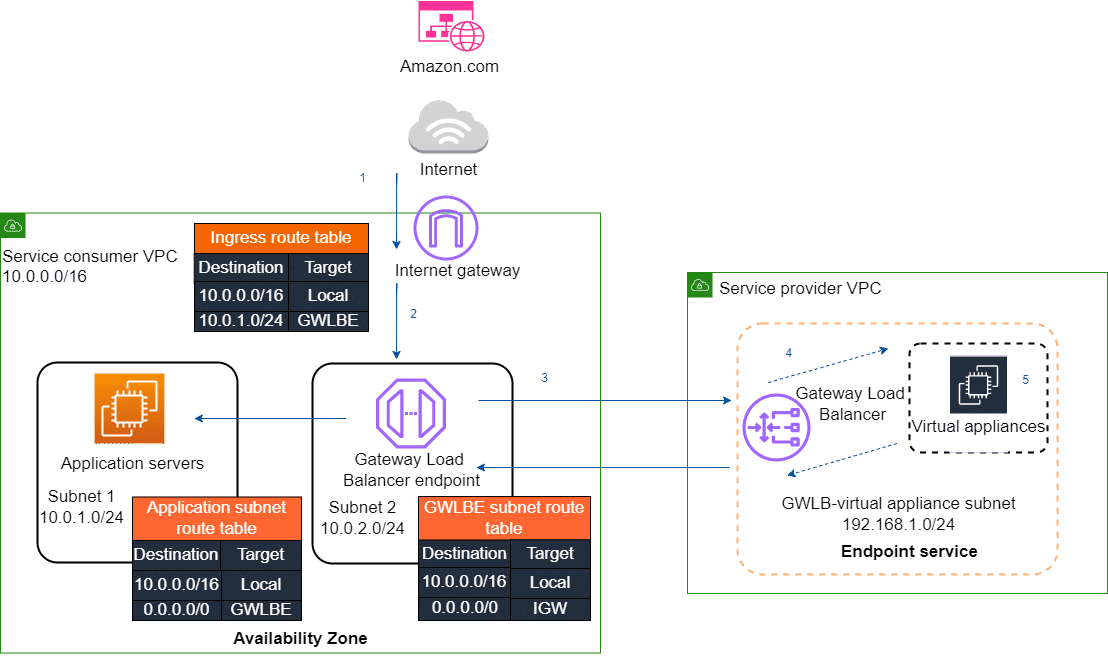 Amazon.com
Internet
1
Internet gateway
2
Service consumer VPC
10.0.0.0/16
Ingress route table
Destination Target
10.0.0.0/16 Local
10.0.1.0/24 GWLBE
Application servers
Subnet 1
10.0.1.0/24
Application subnet
route table
Destination Target
10.0.0.0/16 Local
0.0.0.0/0 GWLBE
Gateway Load
Balancer endpoint
Subnet 2
10.0.2.0/24
GWLBE subnet route
table
Destination Target
10.0.0.0/16 Local
0.0.0.0/0 IGW
Availability Zone
3
Service provider VPC
4
Gateway Load
Balancer
5
Virtual appliances
GWLB-virtual appliance subnet
192.168.1.0/24
Endpoint service